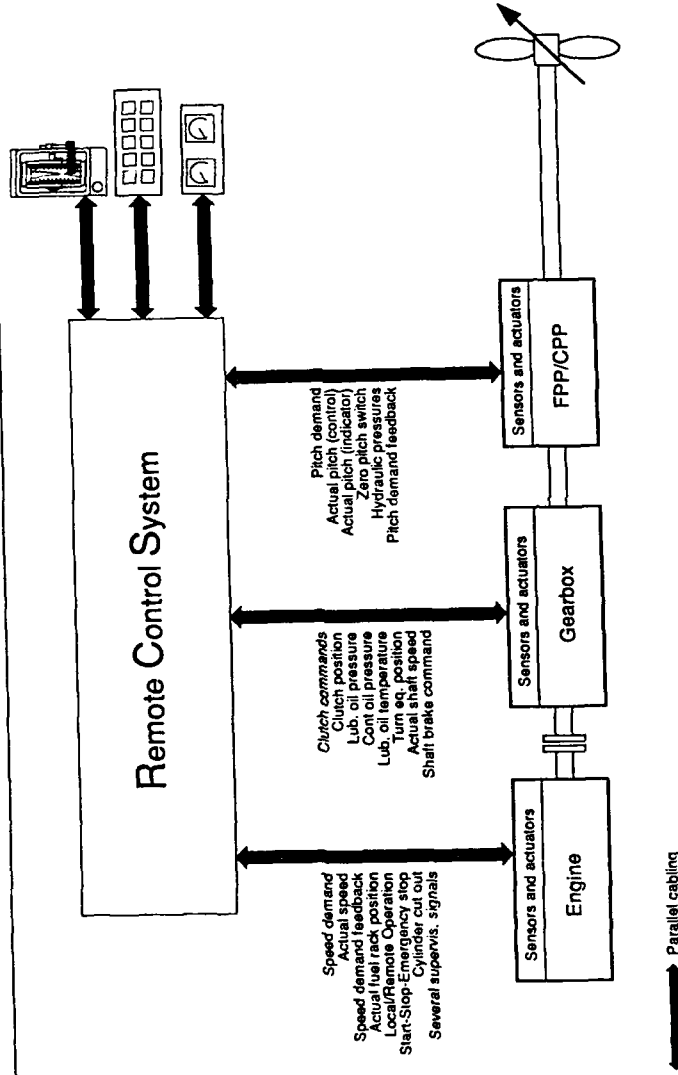 Remote Control System
Speed demand
Actual speed
Speed demand feedback
Actual fuel rack position
Local/Remote Operation
Start-Stop-Emergency stop
Cylinder cut out
Several supervis. signals
Clutch commands
Clutch position
Lub. oil pressure
Cont oil pressure
Lub. oil temperature
Turn eq. position
Actual shaft speed
Shaft brake command
Pitch demand
Actual pitch (control)
Actual pitch (indicator)
Zero pitch switch
Hydraulic pressures
Pitch demand feedback
Sensors and actuators
Engine
Sensors and actuators
Gearbox
Sensors and actuators
FPP/CPP
Parallel cabling